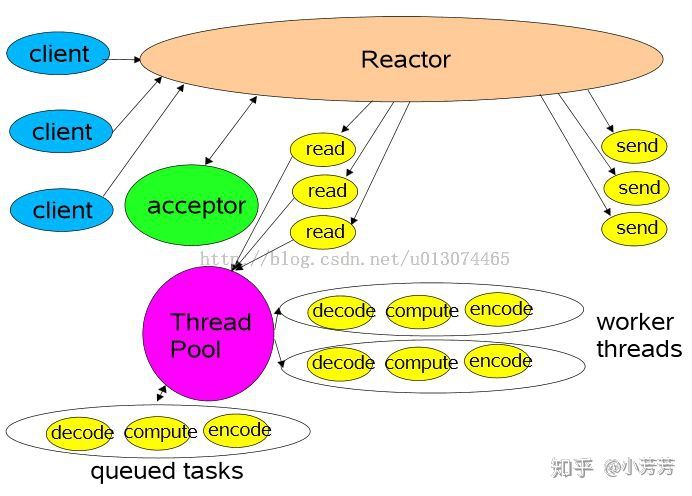 client
Reactor
client
client
acceptor
read
read
read
send
send
send
http://blog.csdn.net/u013074465
Thread
Pool
decode compute encode
decode compute encode
worker
threads
decode compute encode
queued tasks
知乎 @小芳芳